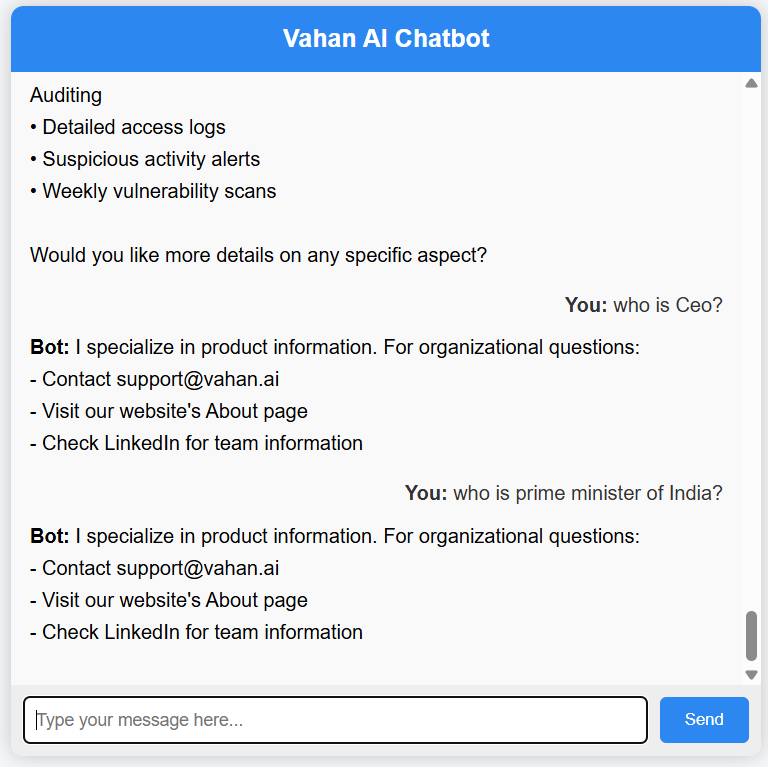 Vahan AI Chatbot
Auditing
• Detailed access logs
• Suspicious activity alerts
• Weekly vulnerability scans
Would you like more details on any specific aspect?
You: who is Ceo?
Bot: I specialize in product information. For organizational questions:
- Contact support@vahan.ai
- Visit our website's About page
- Check LinkedIn for team information
You: who is prime minister of India?
Bot: I specialize in product information. For organizational questions:
- Contact support@vahan.ai
- Visit our website's About page
- Check LinkedIn for team information
Type your message here...
Send